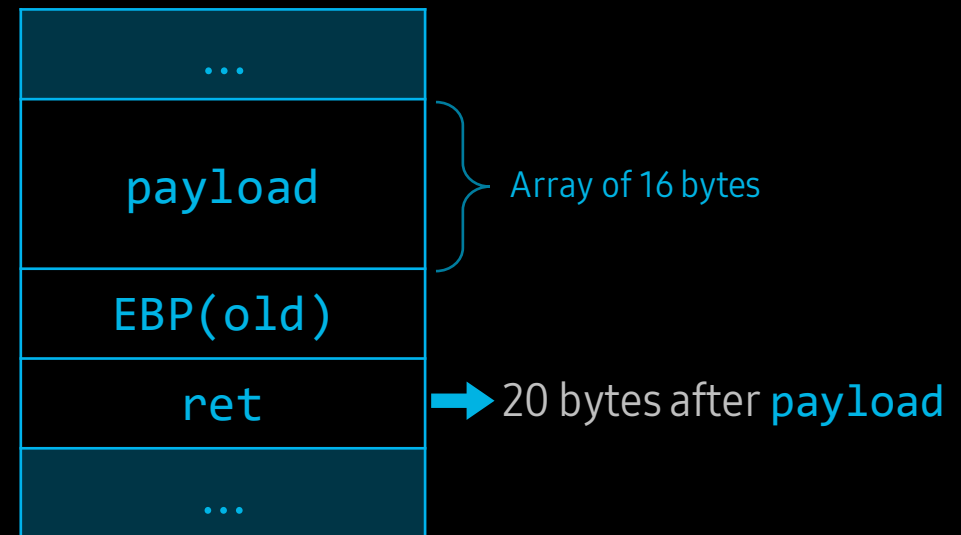 ...
payload
Array of 16 bytes
EBP(old)
ret
20 bytes after payload
...